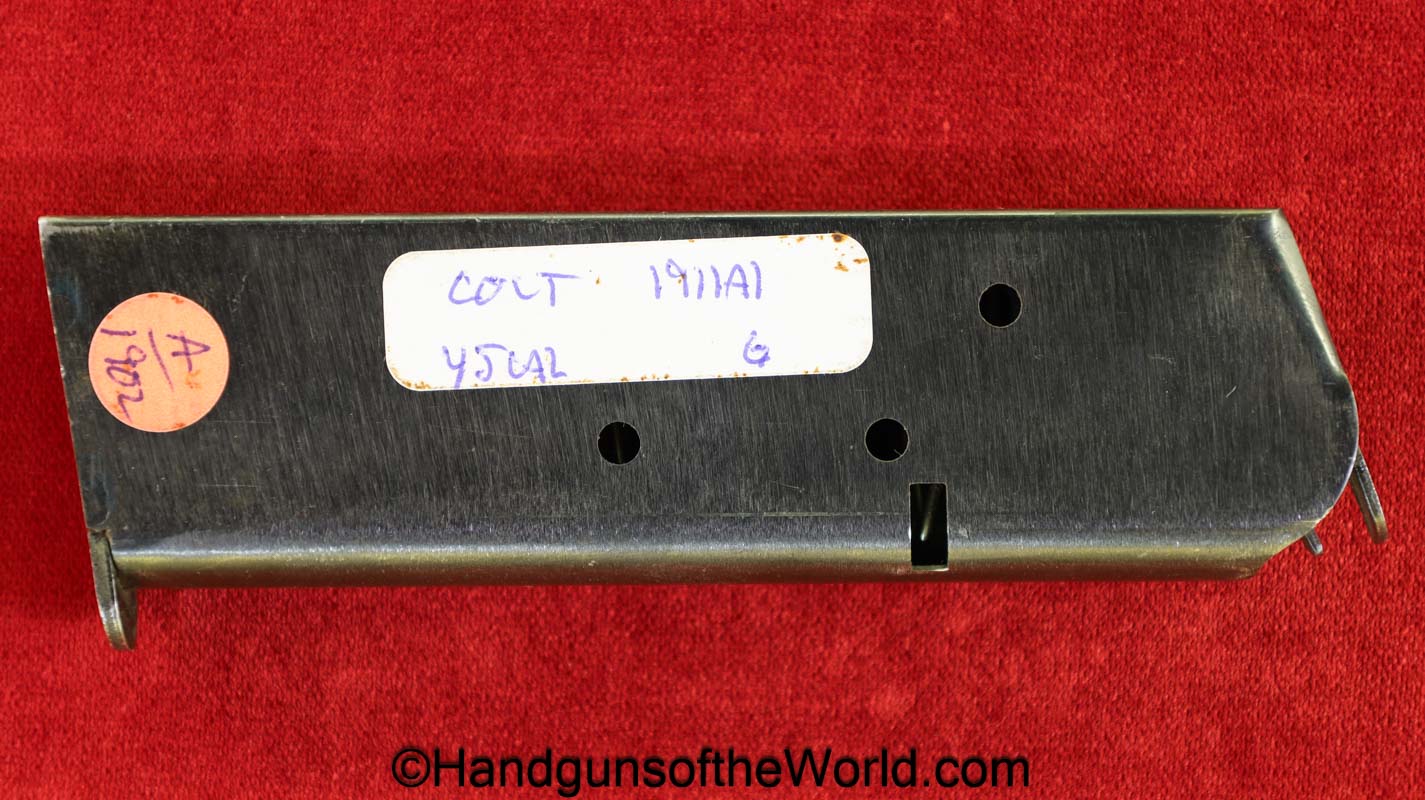 COLT 1911A1
45CAL G
A
1902
©HandgunsoftheWorld.com